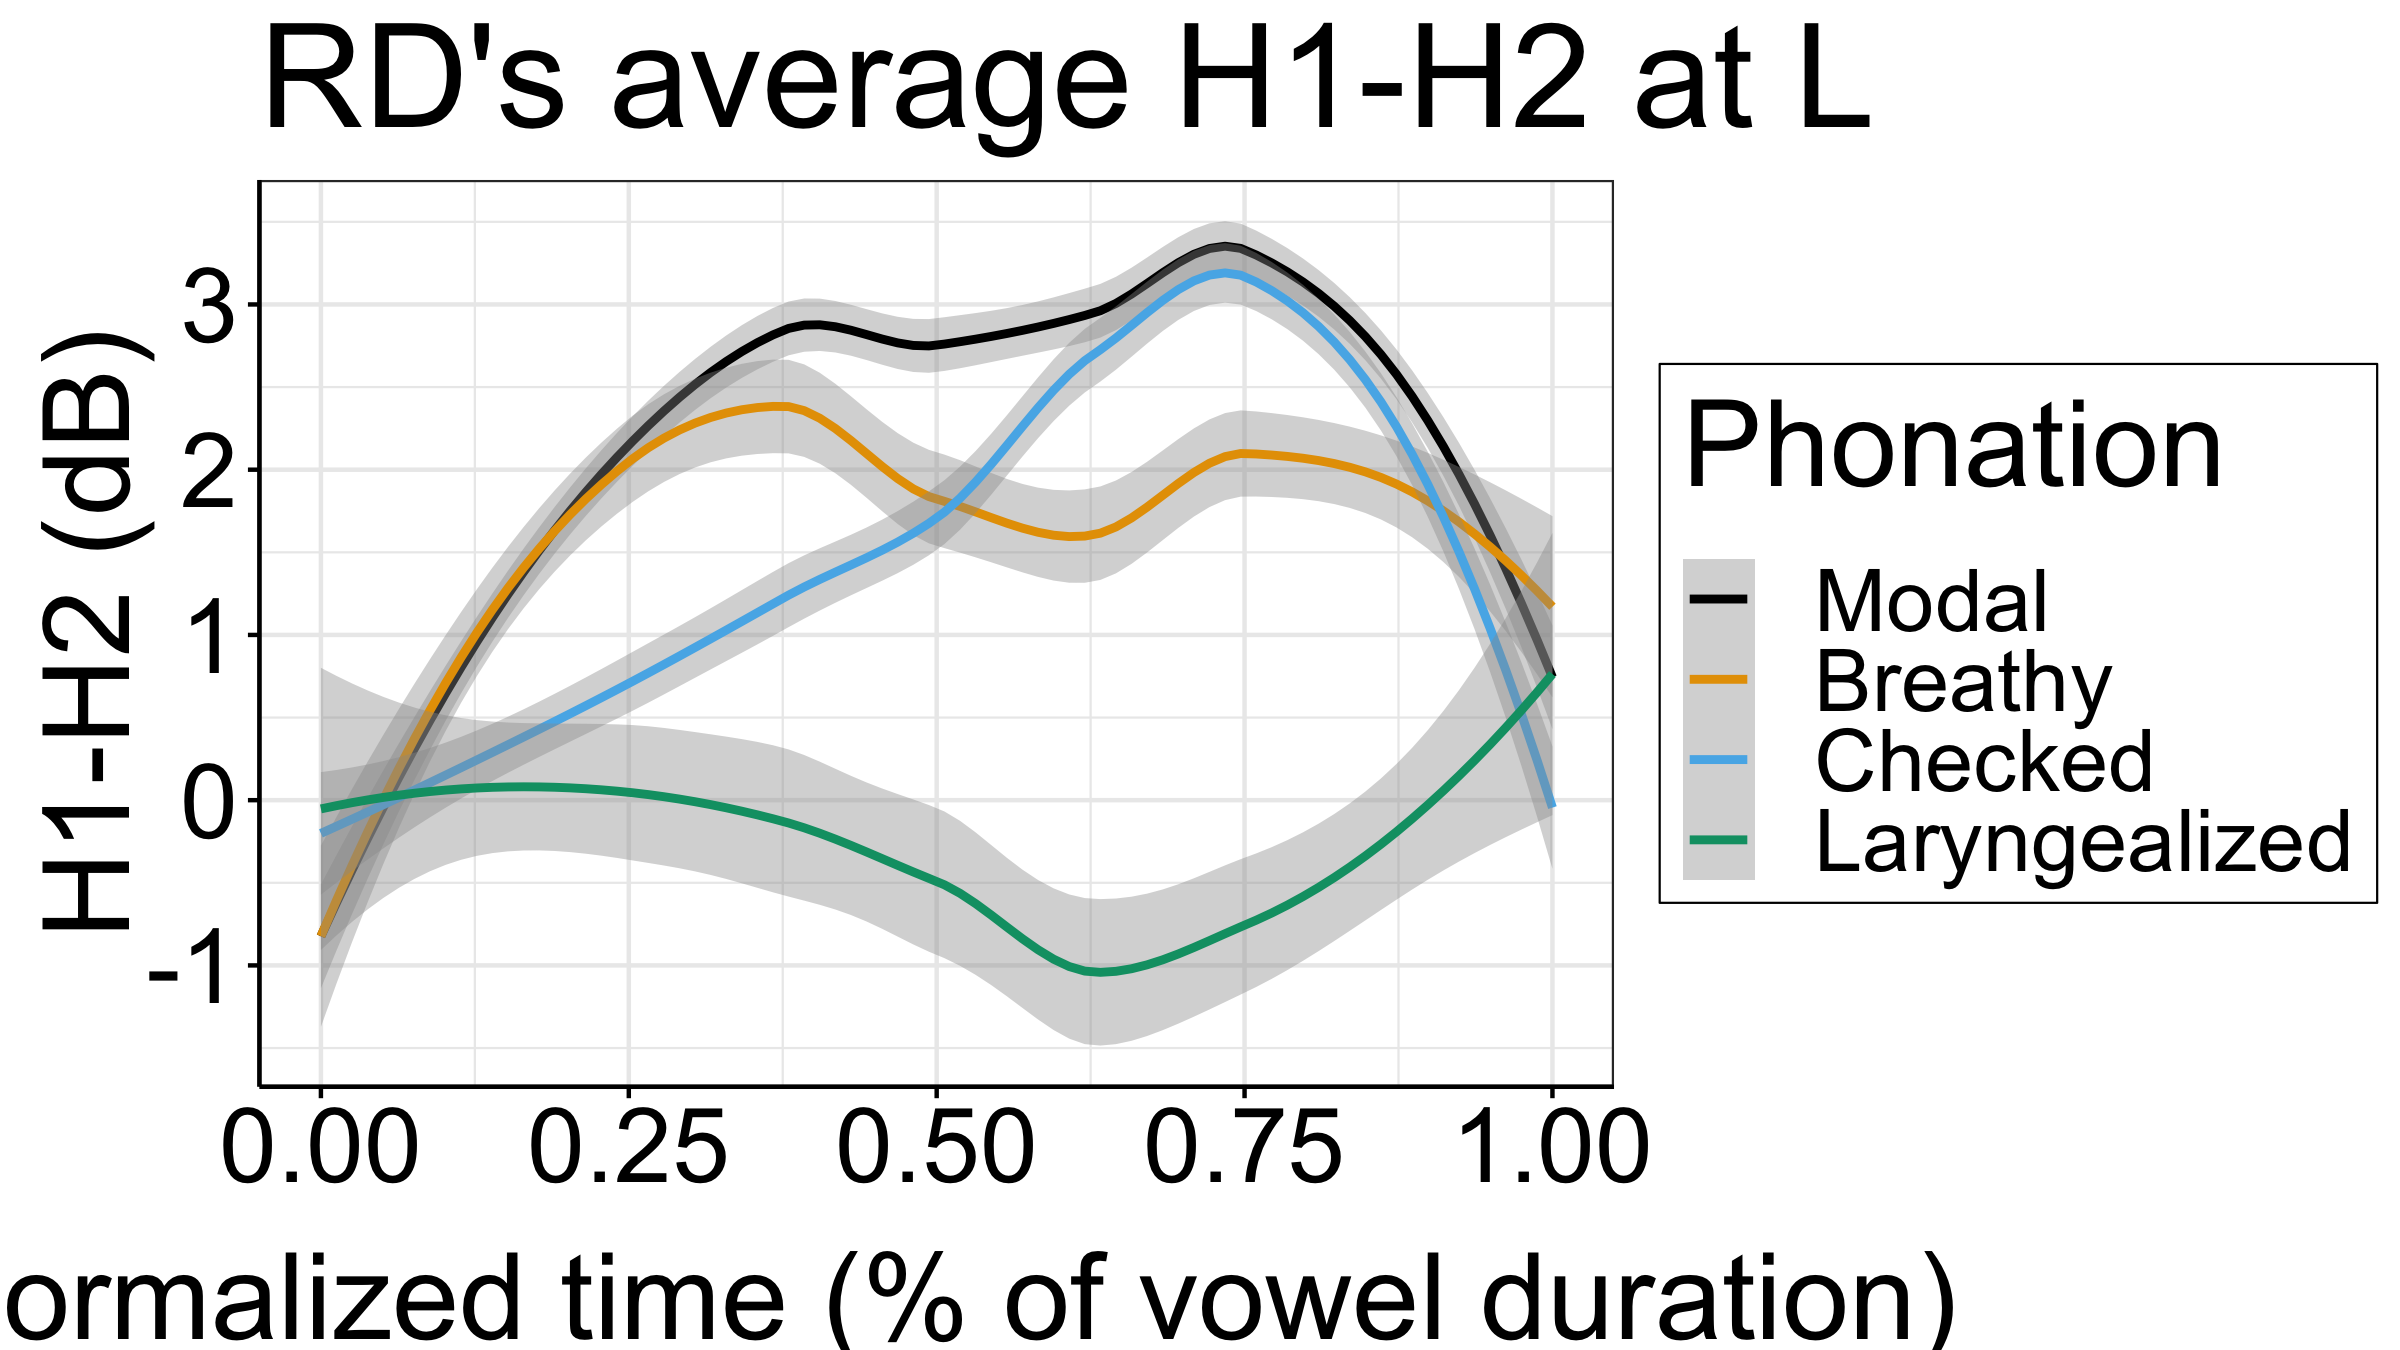 RD's average H1-H2 at L
H1-H2 (dB)
3
2
1
0
-1
0.00 0.25 0.50 0.75 1.00
ormalized time (% of vowel duration)
Phonation
Modal
Breathy
Checked
Laryngealized